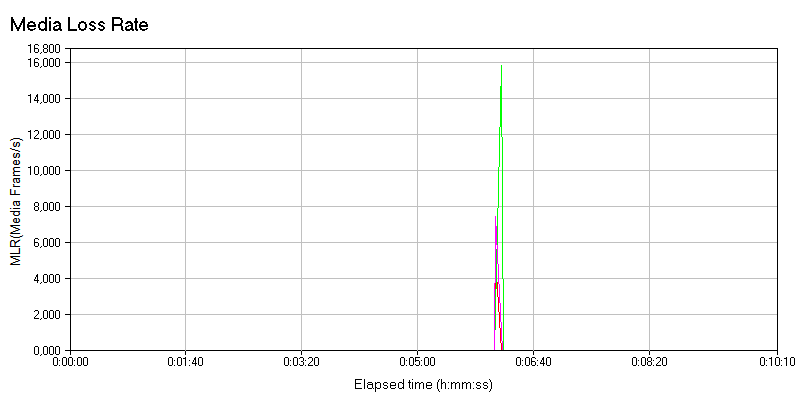 Media Loss Rate
16,800
16,000
14,000
12,000
10,000
8,000
6,000
4,000
2,000
0,000
MLR(Media Frames/s)
0:00:00 0:01:40 0:03:20 0:05:00 0:06:40 0:08:20 0:10:10
Elapsed time (h:mm:ss)